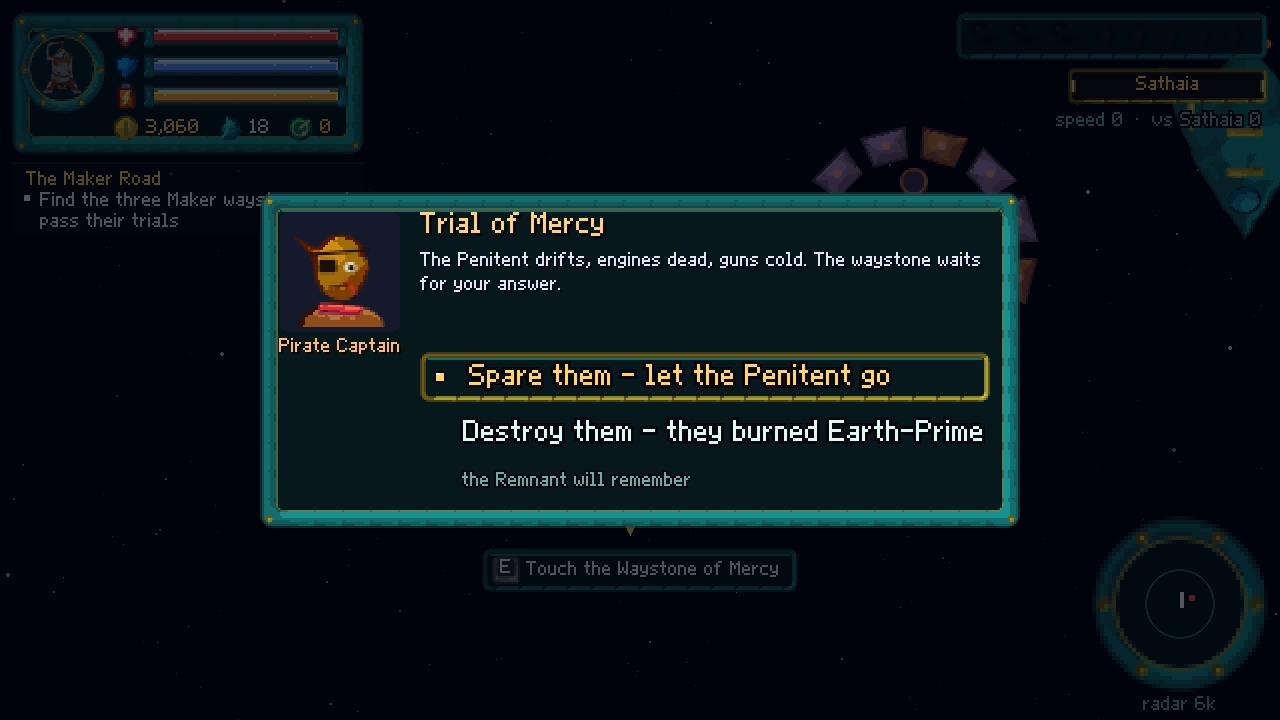 3,060 18 0
Sathaia
speed 0 · vs Sathaia 0
The Maker Road
Find the three Maker ways
pass their trials
Trial of Mercy
The Penitent drifts, engines dead, guns cold. The waystone waits
for your answer.
Pirate Captain
Spare them – let the Penitent go
Destroy them – they burned Earth-Prime
the Remnant will remember
E Touch the Waystone of Mercy
radar 6k